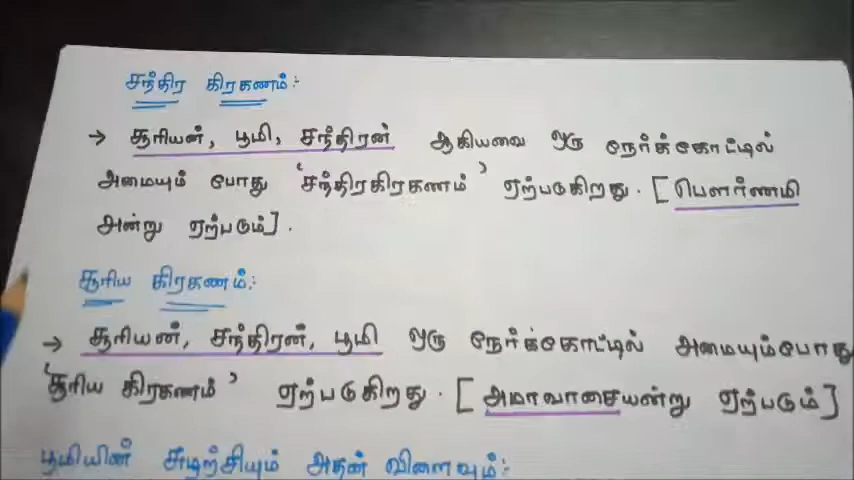 சந்திர கிரகணம்:-
→ சூரியன், பூமி, சந்திரன் ஆகியவை ஒரு நேர்க்கோட்டில்
அமையும் போது 'சந்திரகிரகணம்' ஏற்படுகிறது. [பௌர்ணமி
அன்று ஏற்படும்].
சூரிய கிரகணம்:-
→ சூரியன், சந்திரன், பூமி ஒரு நேர்க்கோட்டில் அமையும்போது
'சூரிய கிரகணம்' ஏற்படுகிறது. [அமாவாசையன்று ஏற்படும்]
பூமியின் சுழற்சியும் அதன் விளைவும்:-